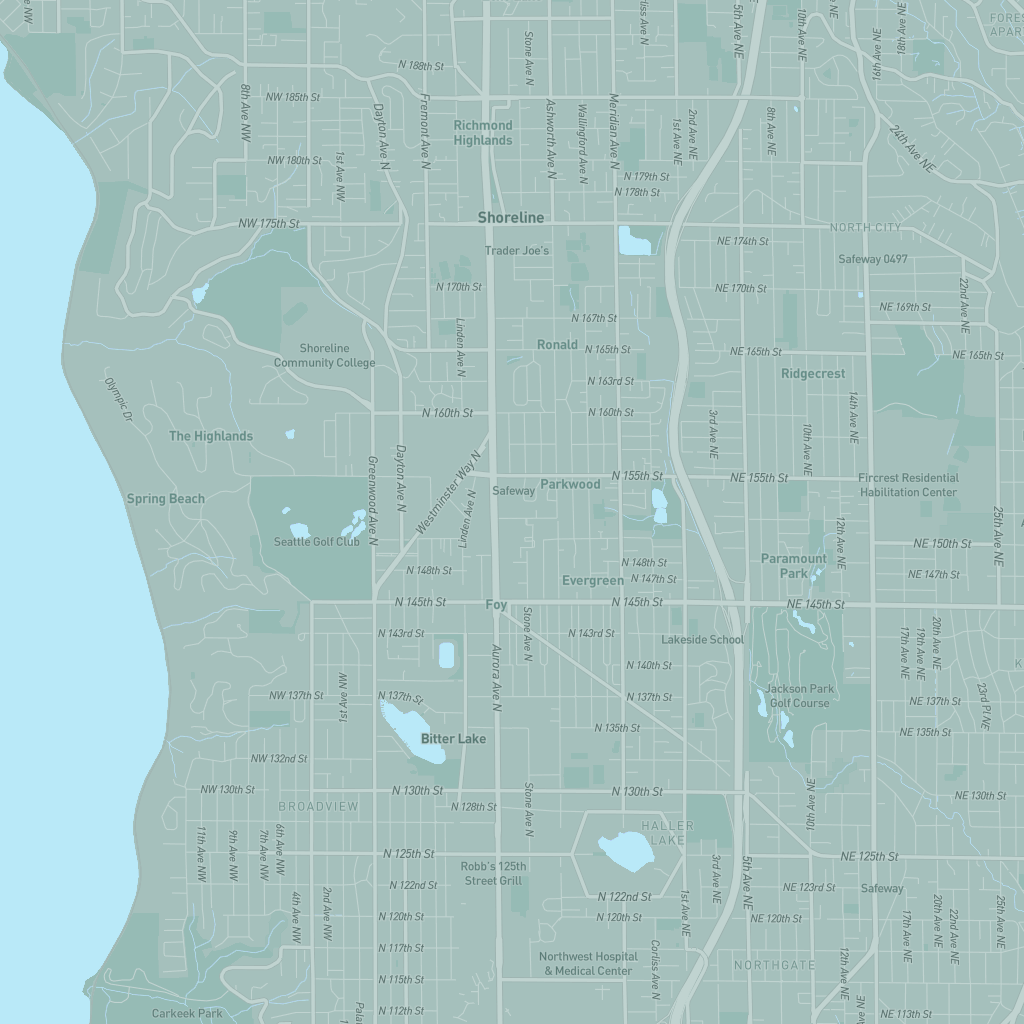 Corliss Ave N
5th Ave NE
10th Ave NE
18th Ave NE
16th Ave NE
N 188th St
Stone Ave N
NW 185th St
8th Ave NW
Dayton Ave N
Fremont Ave N
Richmond
Highlands
Ashworth Ave N
Wallingford Ave N
Meridian Ave N
1st Ave NE
2nd Ave NE
8th Ave NE
24th Ave NE
NW 180th St
1st Ave NW
N 179th St
N 178th St
NW 175th St
Shoreline
Trader Joe's
NE 174th St
NORTH CITY
Safeway 0497
N 170th St
NE 170th St
22nd Ave NE
NE 169th St
N 167th St
Linden Ave N
Ronald
N 165th St
NE 165th St
NE 165th St
Shoreline
Community College
Ridgecrest
Olympic Dr
N 163rd St
N 160th St
N 160th St
3rd Ave NE
10th Ave NE
14th Ave NE
The Highlands
Greenwood Ave N
Dayton Ave N
Westminster Way N
Linden Ave N
N 155th St
NE 155th St
Fircrest Residential
Habilitation Center
Parkwood
Safeway
Spring Beach
Seattle Golf Club
12th Ave NE
25th Ave NE
NE 150th St
N 148th St
N 148th St
N 147th St
NE 147th St
Paramount
Park
Evergreen
N 145th St
Foy
N 145th St
NE 145th St
Stone Ave N
N 143rd St
N 143rd St
Lakeside School
17th Ave NE
19th Ave NE
20th Ave NE
Aurora Ave N
N 140th St
1st Ave NW
NW 137th St
N 137th St
N 137th St
Jackson Park
Golf Course
NE 137th St
23rd Pl NE
N 135th St
NE 135th St
Bitter Lake
NW 132nd St
NW 130th St
N 130th St
N 130th St
NE 130th St
BROADVIEW
N 128th St
Stone Ave N
10th Ave NE
HALLER
LAKE
11th Ave NW
9th Ave NW
7th Ave NW
6th Ave NW
N 125th St
NE 125th St
Robb's 125th
Street Grill
3rd Ave NE
5th Ave NE
N 122nd St
N 122nd St
NE 123rd St
Safeway
4th Ave NW
2nd Ave NW
N 120th St
N 120th St
1st Ave NE
NE 120th St
17th Ave NE
20th Ave NE
22nd Ave NE
25th Ave NE
N 117th St
Northwest Hospital
& Medical Center
Corliss Ave N
NORTHGATE
12th Ave NE
N 115th St
Carkeek Park
N 112th St
NE 113th St